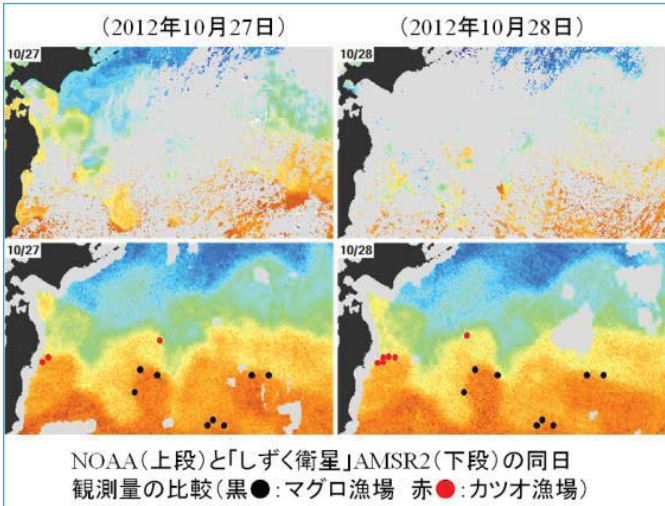 (2012年10月27日)
(2012年10月28日)
10/27
10/28
10/27
10/28
NOAA(上段)と「しずく衛星」AMSR2(下段)の同日
観測量の比較(黒●:マグロ漁場 赤●:カツオ漁場)